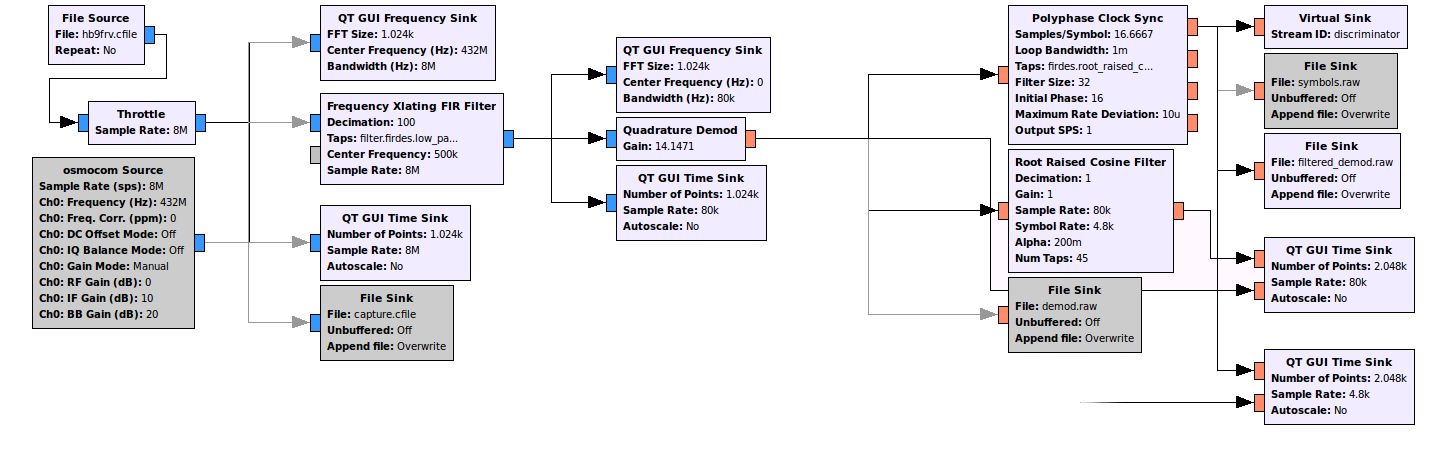 File Source
File: hb9frv.cfile
Repeat: No
Throttle
Sample Rate: 8M
osmocom Source
Sample Rate (sps): 8M
Ch0: Frequency (Hz): 432M
Ch0: Freq. Corr. (ppm): 0
Ch0: DC Offset Mode: Off
Ch0: IQ Balance Mode: Off
Ch0: Gain Mode: Manual
Ch0: RF Gain (dB): 0
Ch0: IF Gain (dB): 10
Ch0: BB Gain (dB): 20
QT GUI Frequency Sink
FFT Size: 1.024k
Center Frequency (Hz): 432M
Bandwidth (Hz): 8M
Frequency Xlating FIR Filter
Decimation: 100
Taps: filter.firdes.low_pa...
Center Frequency: 500k
Sample Rate: 8M
QT GUI Time Sink
Number of Points: 1.024k
Sample Rate: 8M
Autoscale: No
File Sink
File: capture.cfile
Unbuffered: Off
Append file: Overwrite
QT GUI Frequency Sink
FFT Size: 1.024k
Center Frequency (Hz): 0
Bandwidth (Hz): 80k
Quadrature Demod
Gain: 14.1471
QT GUI Time Sink
Number of Points: 1.024k
Sample Rate: 80k
Autoscale: No
Polyphase Clock Sync
Samples/Symbol: 16.6667
Loop Bandwidth: 1m
Taps: firdes.root_raised_c...
Filter Size: 32
Initial Phase: 16
Maximum Rate Deviation: 10u
Output SPS: 1
Root Raised Cosine Filter
Decimation: 1
Gain: 1
Sample Rate: 80k
Symbol Rate: 4.8k
Alpha: 200m
Num Taps: 45
File Sink
File: demod.raw
Unbuffered: Off
Append file: Overwrite
Virtual Sink
Stream ID: discriminator
File Sink
File: symbols.raw
Unbuffered: Off
Append file: Overwrite
File Sink
File: filtered_demod.raw
Unbuffered: Off
Append file: Overwrite
QT GUI Time Sink
Number of Points: 2.048k
Sample Rate: 80k
Autoscale: No
QT GUI Time Sink
Number of Points: 2.048k
Sample Rate: 4.8k
Autoscale: No